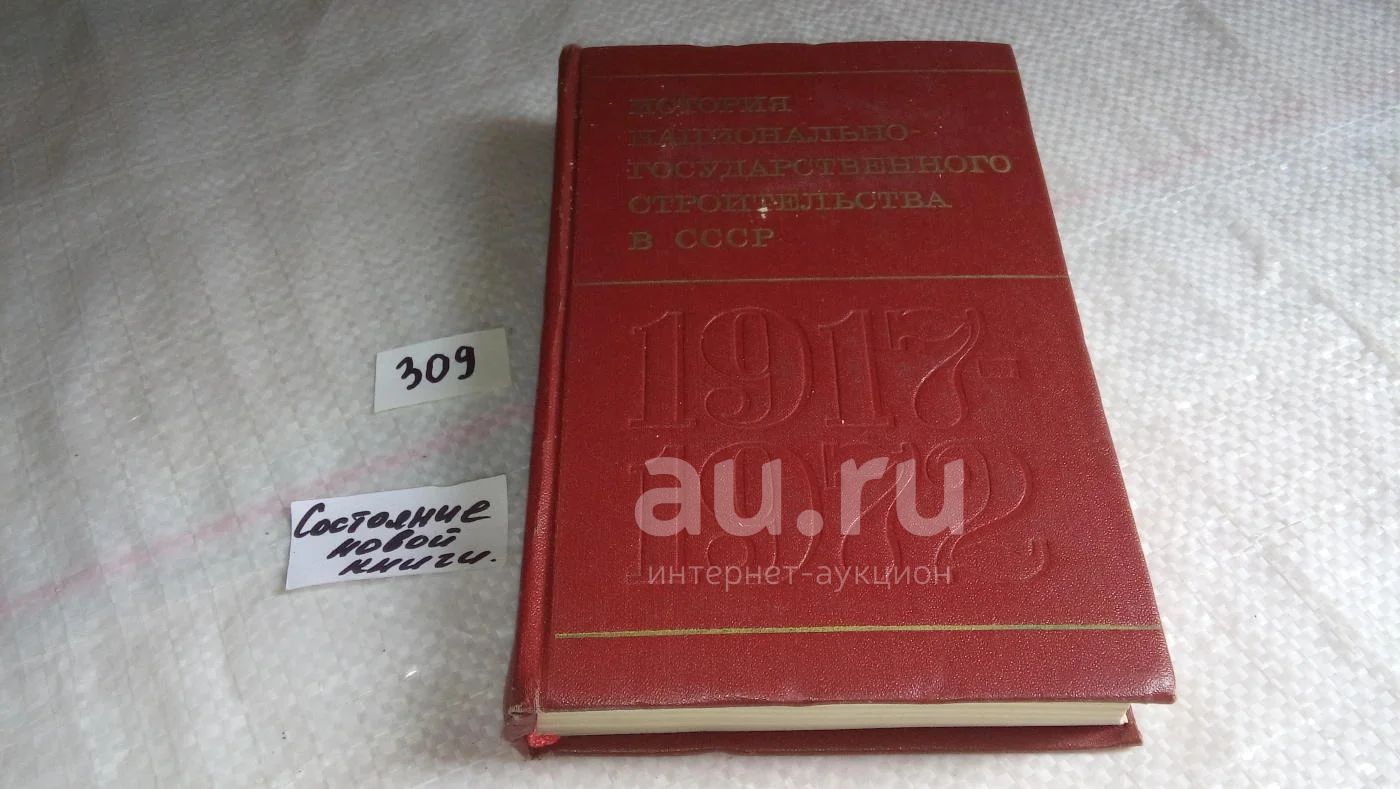 ИСТОРИЯ
НАЦИОНАЛЬНО-
ГОСУДАРСТВЕННОГО
СТРОИТЕЛЬСТВА
В СССР
1917-
1972
309
Состояние
новой
книги.
au.ru
интернет-аукцион